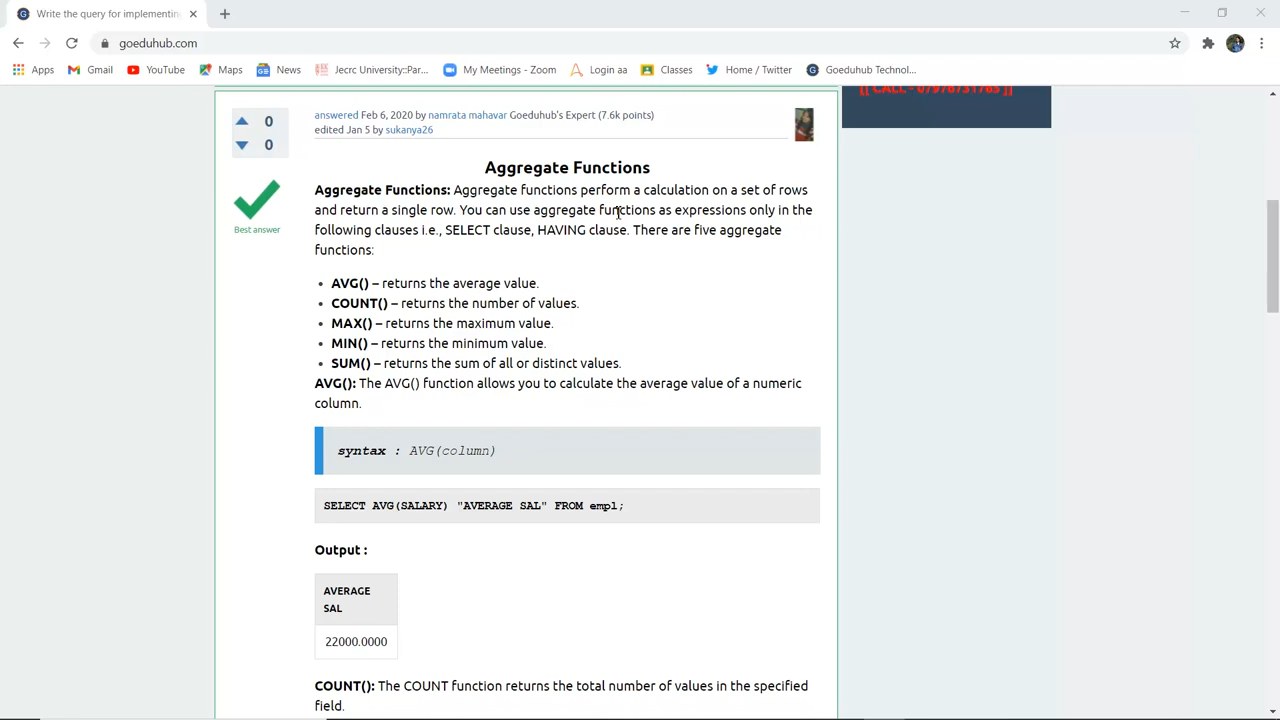 Write the query for implementing
goeduhub.com
Apps Gmail YouTube Maps News Jecrc University::Par... My Meetings - Zoom Login aa Classes Home / Twitter Goeduhub Technol...
[[ CALL - 07976731765 ]]
answered Feb 6, 2020 by namrata mahavar Goeduhub's Expert (7.6k points)
edited Jan 5 by sukanya26
0
0
Best answer
Aggregate Functions
Aggregate Functions: Aggregate functions perform a calculation on a set of rows
and return a single row. You can use aggregate functions as expressions only in the
following clauses i.e., SELECT clause, HAVING clause. There are five aggregate
functions:
• AVG() – returns the average value.
• COUNT() – returns the number of values.
• MAX() – returns the maximum value.
• MIN() – returns the minimum value.
• SUM() – returns the sum of all or distinct values.
AVG(): The AVG() function allows you to calculate the average value of a numeric
column.
syntax : AVG(column)
SELECT AVG(SALARY) "AVERAGE SAL" FROM empl;
Output :
AVERAGE
SAL
22000.0000
COUNT(): The COUNT function returns the total number of values in the specified
field.